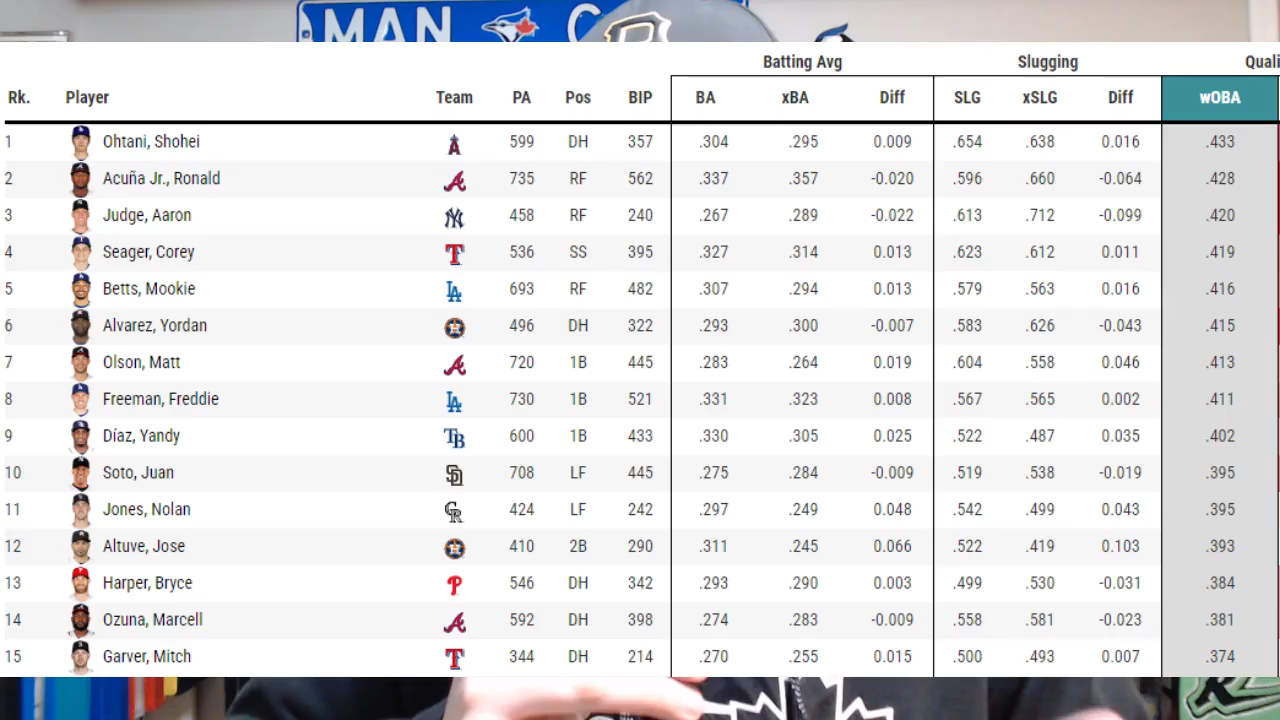 MAN C
Batting Avg Slugging Quali
Rk. Player Team PA Pos BIP BA xBA Diff SLG xSLG Diff wOBA
1 Ohtani, Shohei A 599 DH 357 .304 .295 0.009 .654 .638 0.016 .433
2 Acuña Jr., Ronald A 735 RF 562 .337 .357 -0.020 .596 .660 -0.064 .428
3 Judge, Aaron NY 458 RF 240 .267 .289 -0.022 .613 .712 -0.099 .420
4 Seager, Corey T 536 SS 395 .327 .314 0.013 .623 .612 0.011 .419
5 Betts, Mookie LA 693 RF 482 .307 .294 0.013 .579 .563 0.016 .416
6 Alvarez, Yordan 496 DH 322 .293 .300 -0.007 .583 .626 -0.043 .415
7 Olson, Matt A 720 1B 445 .283 .264 0.019 .604 .558 0.046 .413
8 Freeman, Freddie LA 730 1B 521 .331 .323 0.008 .567 .565 0.002 .411
9 Díaz, Yandy TB 600 1B 433 .330 .305 0.025 .522 .487 0.035 .402
10 Soto, Juan SD 708 LF 445 .275 .284 -0.009 .519 .538 -0.019 .395
11 Jones, Nolan CR 424 LF 242 .297 .249 0.048 .542 .499 0.043 .395
12 Altuve, Jose 410 2B 290 .311 .245 0.066 .522 .419 0.103 .393
13 Harper, Bryce P 546 DH 342 .293 .290 0.003 .499 .530 -0.031 .384
14 Ozuna, Marcell A 592 DH 398 .274 .283 -0.009 .558 .581 -0.023 .381
15 Garver, Mitch T 344 DH 214 .270 .255 0.015 .500 .493 0.007 .374